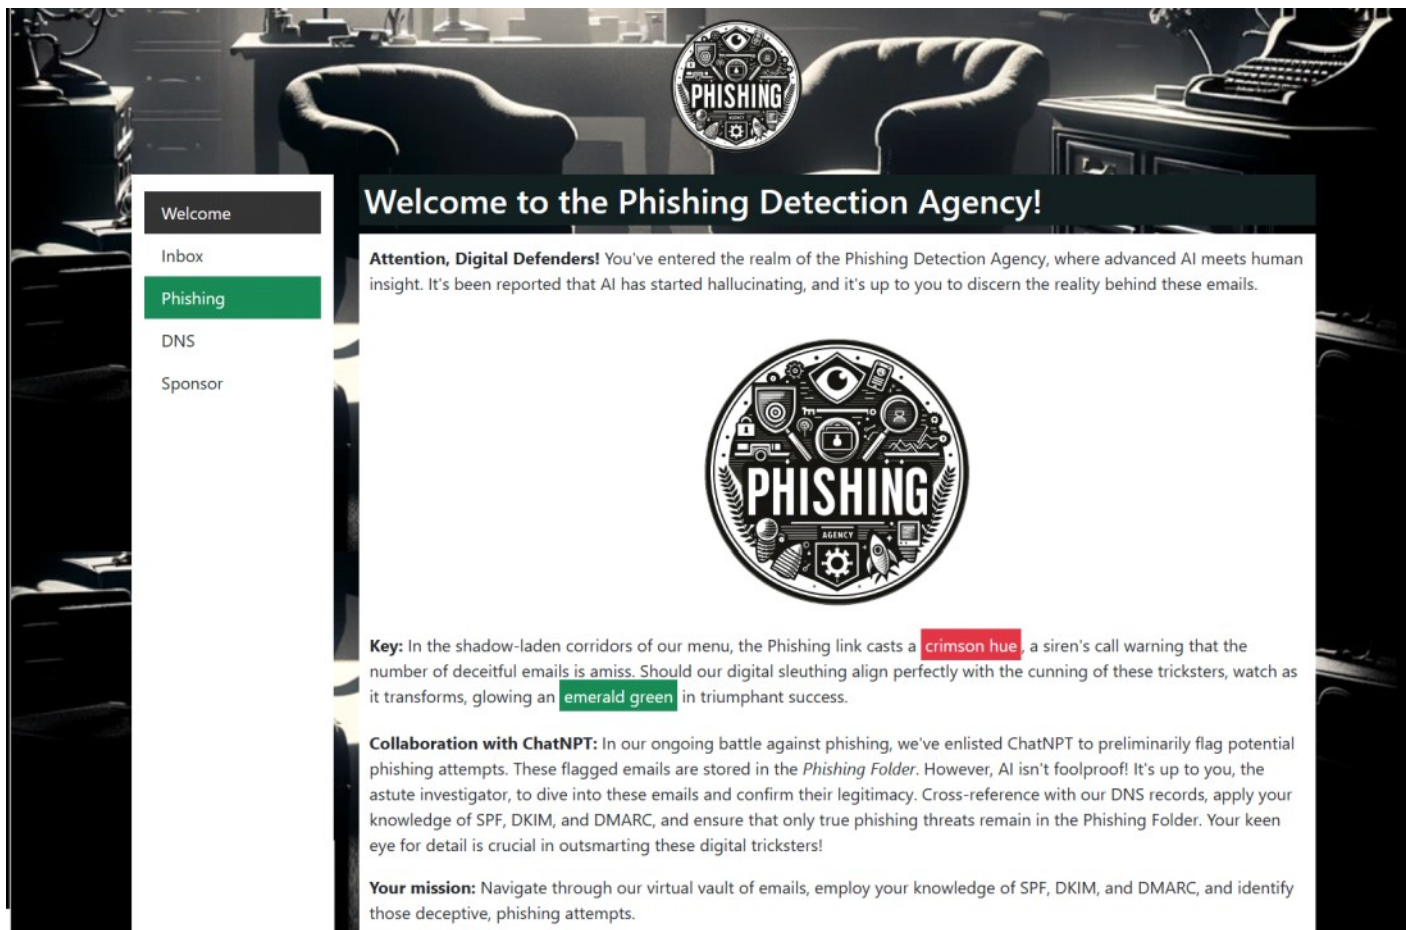 PHISHING
AGENCY
Welcome
Inbox
Phishing
DNS
Sponsor
Welcome to the Phishing Detection Agency!
Attention, Digital Defenders! You've entered the realm of the Phishing Detection Agency, where advanced AI meets human
insight. It's been reported that AI has started hallucinating, and it's up to you to discern the reality behind these emails.
PHISHING
AGENCY
Key: In the shadow-laden corridors of our menu, the Phishing link casts a crimson hue, a siren's call warning that the
number of deceitful emails is amiss. Should our digital sleuthing align perfectly with the cunning of these tricksters, watch as
it transforms, glowing an emerald green in triumphant success.
Collaboration with ChatNPT: In our ongoing battle against phishing, we've enlisted ChatNPT to preliminarily flag potential
phishing attempts. These flagged emails are stored in the Phishing Folder. However, AI isn't foolproof! It's up to you, the
astute investigator, to dive into these emails and confirm their legitimacy. Cross-reference with our DNS records, apply your
knowledge of SPF, DKIM, and DMARC, and ensure that only true phishing threats remain in the Phishing Folder. Your keen
eye for detail is crucial in outsmarting these digital tricksters!
Your mission: Navigate through our virtual vault of emails, employ your knowledge of SPF, DKIM, and DMARC, and identify
those deceptive, phishing attempts.